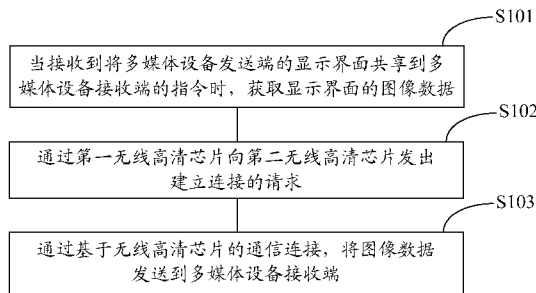 S101
当接收到将多媒体设备发送端的显示界面共享到多
媒体设备接收端的指令时，获取显示界面的图像数据
S102
通过第一无线高清芯片向第二无线高清芯片发出
建立连接的请求
S103
通过基于无线高清芯片的通信连接，将图像数据
发送到多媒体设备接收端